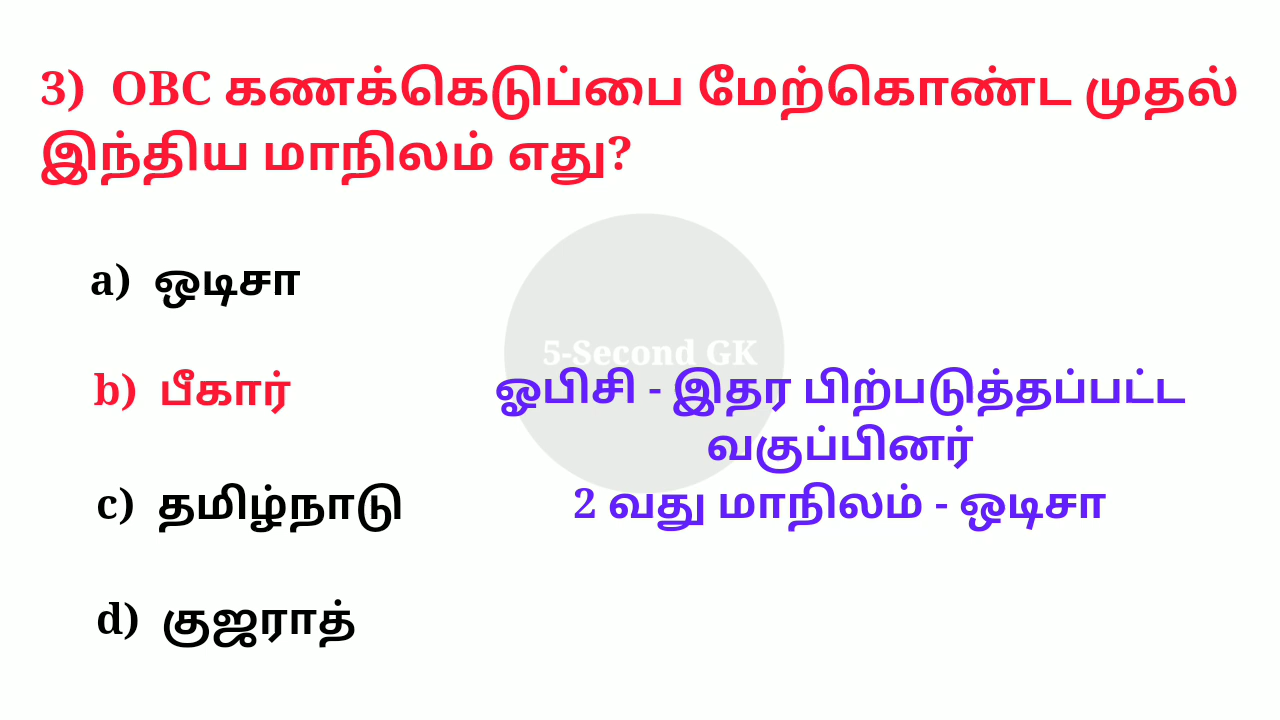 3) OBC கணக்கெடுப்பை மேற்கொண்ட முதல்
இந்திய மாநிலம் எது?
a) ஒடிசா
5-Second GK
b) பீகார்
ஓபிசி - இதர பிற்படுத்தப்பட்ட
வகுப்பினர்
c) தமிழ்நாடு
2 வது மாநிலம் - ஒடிசா
d) குஜராத்